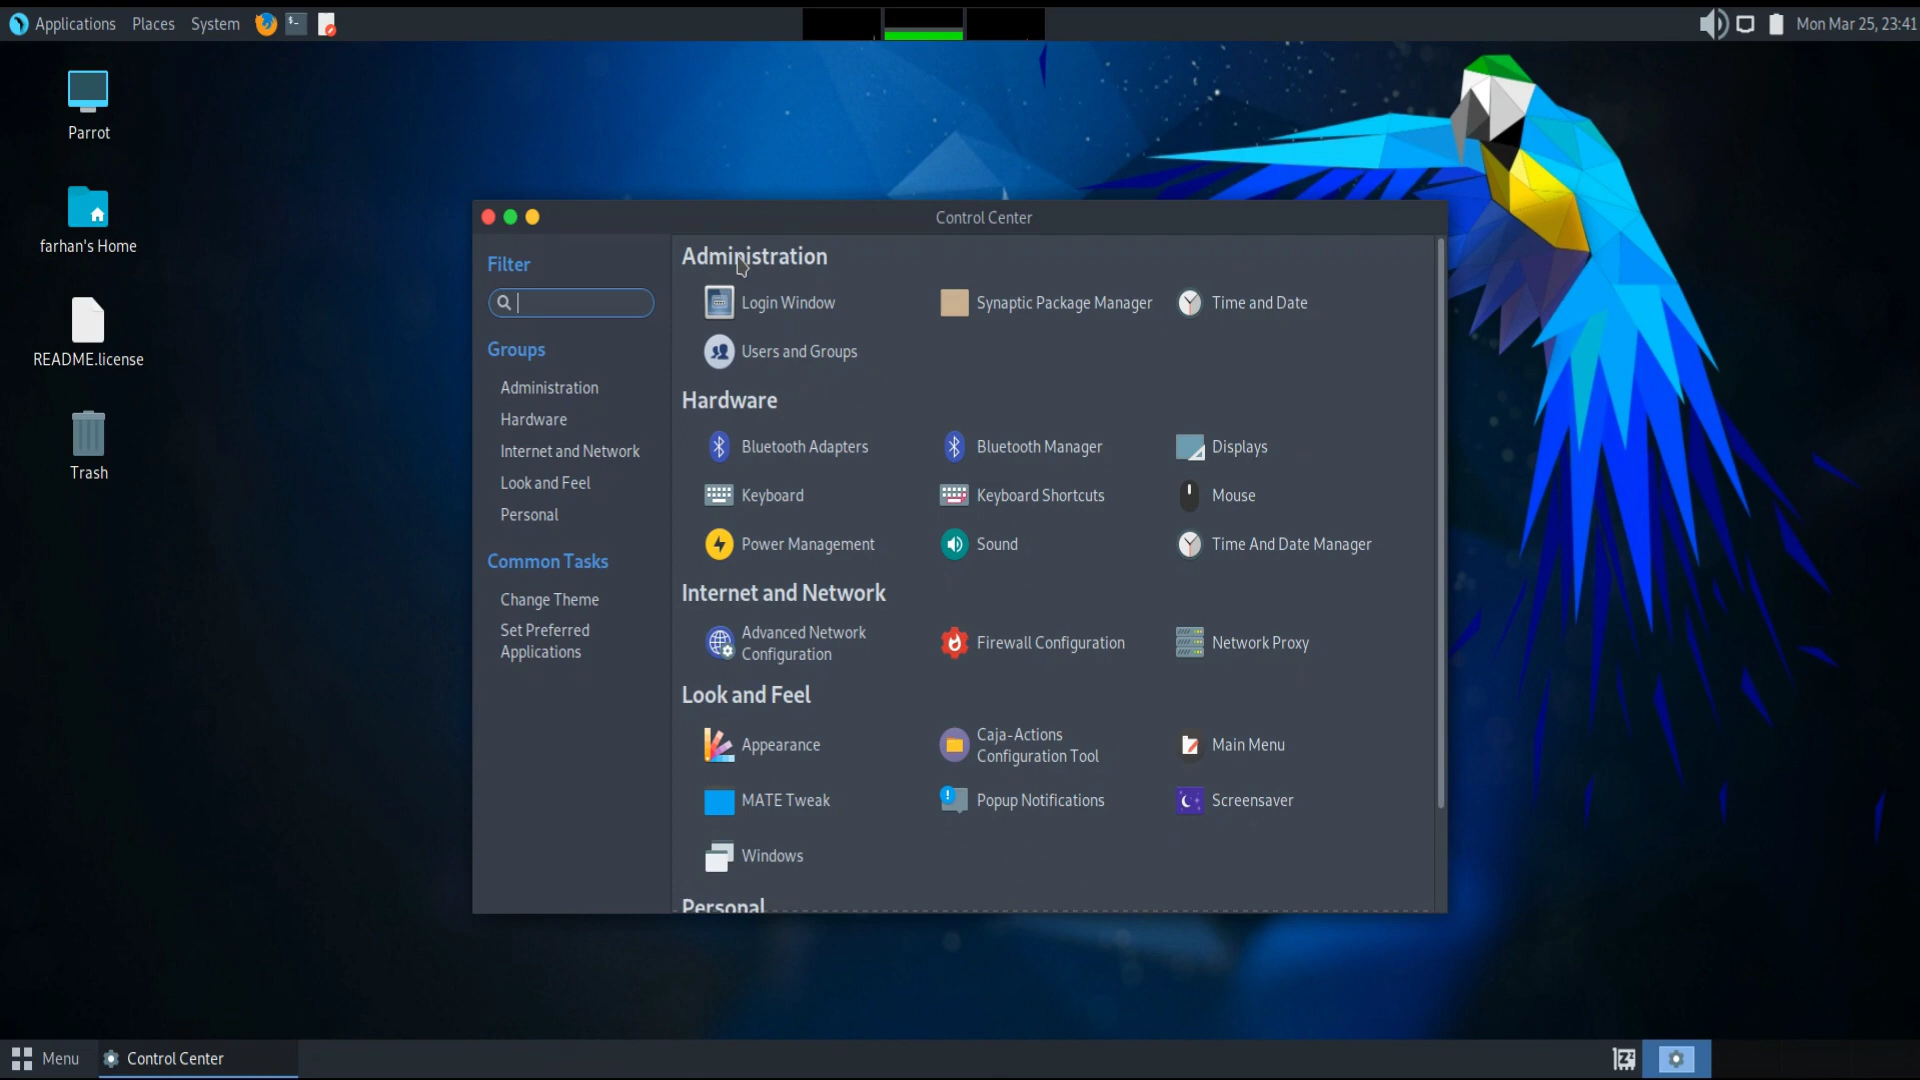 Applications Places System
Mon Mar 25, 23:41
Parrot
farhan's Home
README.license
Trash
Control Center
Filter
Groups
Administration
Hardware
Internet and Network
Look and Feel
Personal
Common Tasks
Change Theme
Set Preferred
Applications
Administration
Login Window Synaptic Package Manager Time and Date
Users and Groups
Hardware
Bluetooth Adapters Bluetooth Manager Displays
Keyboard Keyboard Shortcuts Mouse
Power Management Sound Time And Date Manager
Internet and Network
Advanced Network
Configuration
Firewall Configuration Network Proxy
Look and Feel
Appearance
Caja-Actions
Configuration Tool
Main Menu
MATE Tweak Popup Notifications Screensaver
Windows
Personal
Menu Control Center